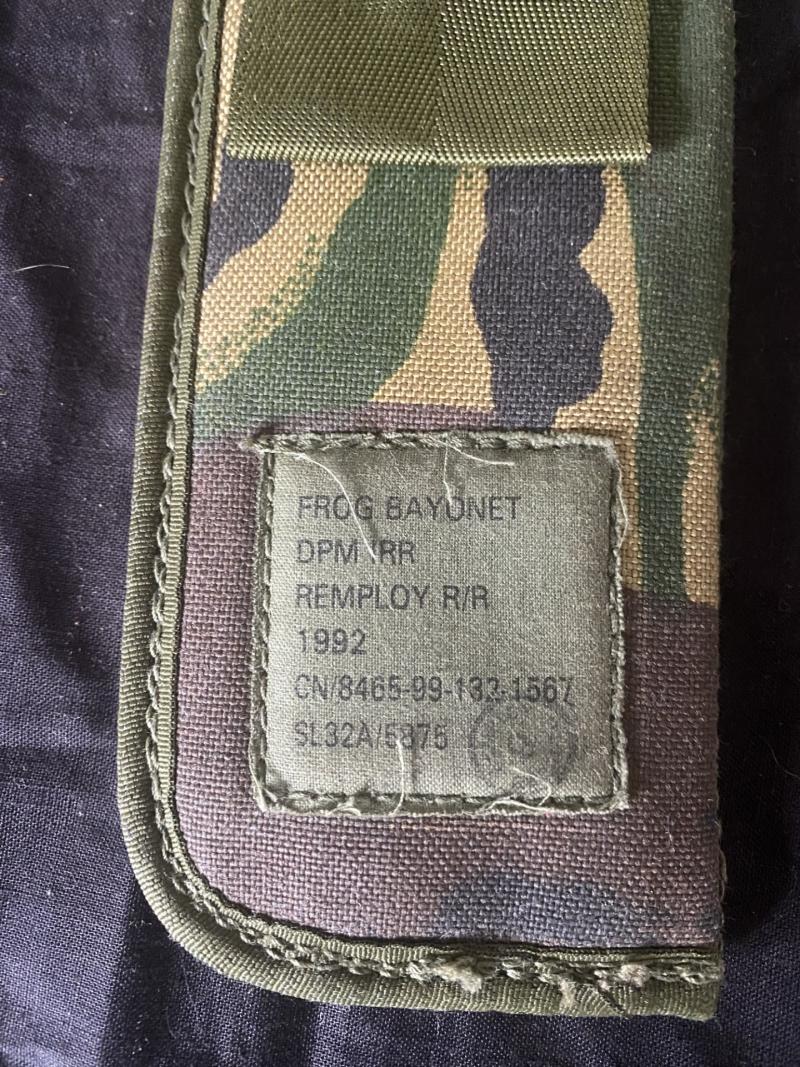 FROG BAYONET
DPM IRR
REMPLOY R/R
1992
CN/8465-99-132-1567
SL32A/5375